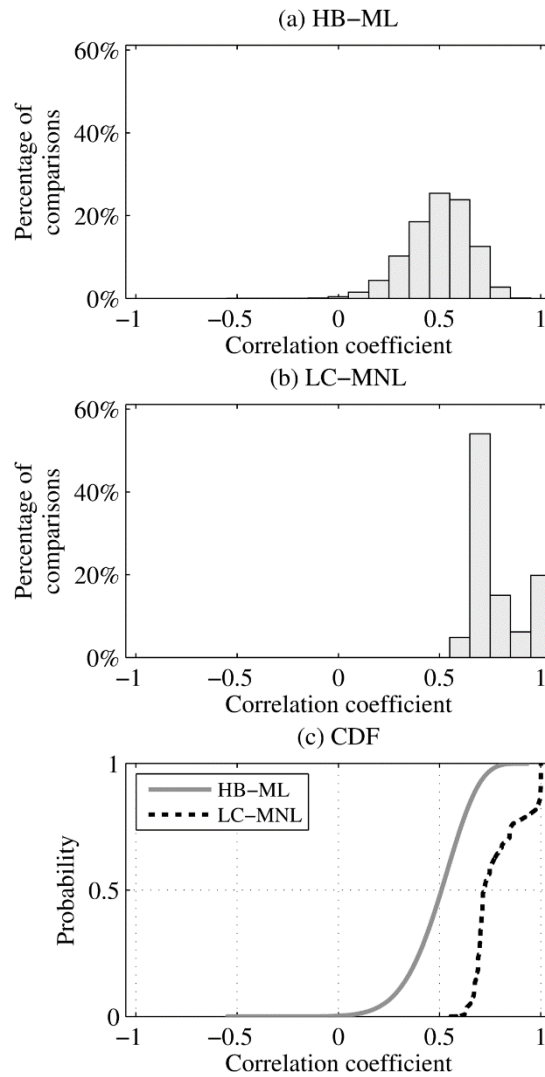 (a) HB−ML
Percentage of
comparisons
60%
40%
20%
0%
−1 −0.5 0 0.5 1
Correlation coefficient
(b) LC−MNL
Percentage of
comparisons
60%
40%
20%
0%
−1 −0.5 0 0.5 1
Correlation coefficient
(c) CDF
Probability
1
0.5
0
HB−ML
LC−MNL
−1 −0.5 0 0.5 1
Correlation coefficient